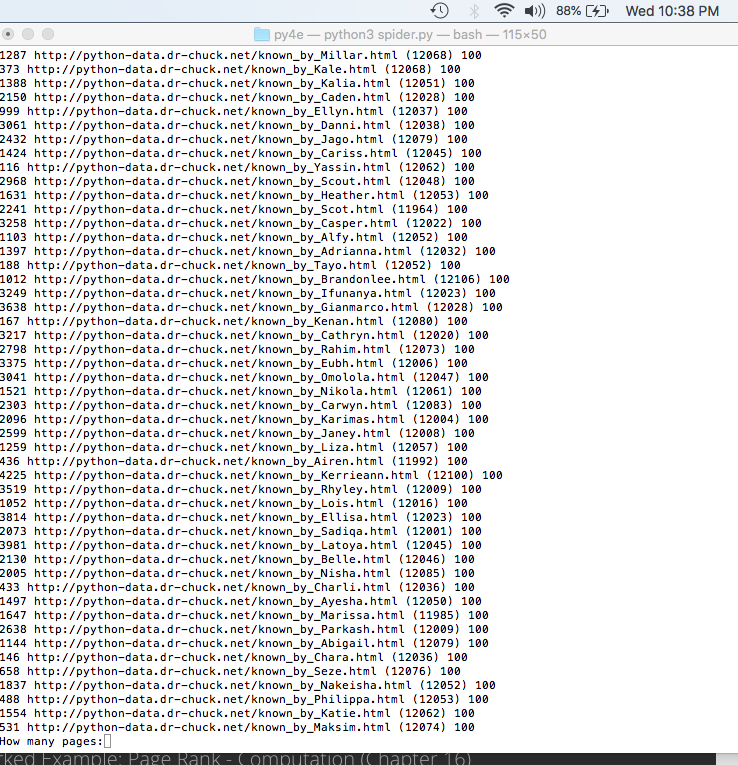 88% Wed 10:38 PM
py4e — python3 spider.py — bash — 115×50
1287 http://python-data.dr-chuck.net/known_by_Millar.html (12068) 100
373 http://python-data.dr-chuck.net/known_by_Kale.html (12068) 100
1388 http://python-data.dr-chuck.net/known_by_Kalia.html (12051) 100
2150 http://python-data.dr-chuck.net/known_by_Caden.html (12028) 100
999 http://python-data.dr-chuck.net/known_by_Ellyn.html (12037) 100
3061 http://python-data.dr-chuck.net/known_by_Danni.html (12038) 100
2432 http://python-data.dr-chuck.net/known_by_Jago.html (12079) 100
1424 http://python-data.dr-chuck.net/known_by_Cariss.html (12045) 100
116 http://python-data.dr-chuck.net/known_by_Yassin.html (12062) 100
2968 http://python-data.dr-chuck.net/known_by_Scout.html (12048) 100
1631 http://python-data.dr-chuck.net/known_by_Heather.html (12053) 100
2241 http://python-data.dr-chuck.net/known_by_Scot.html (11964) 100
3258 http://python-data.dr-chuck.net/known_by_Casper.html (12022) 100
1103 http://python-data.dr-chuck.net/known_by_Alfy.html (12052) 100
1397 http://python-data.dr-chuck.net/known_by_Adrianna.html (12032) 100
188 http://python-data.dr-chuck.net/known_by_Tayo.html (12052) 100
1012 http://python-data.dr-chuck.net/known_by_Brandonlee.html (12106) 100
3249 http://python-data.dr-chuck.net/known_by_Ifunanya.html (12023) 100
3638 http://python-data.dr-chuck.net/known_by_Gianmarco.html (12028) 100
167 http://python-data.dr-chuck.net/known_by_Kenan.html (12080) 100
3217 http://python-data.dr-chuck.net/known_by_Cathryn.html (12020) 100
2798 http://python-data.dr-chuck.net/known_by_Rahim.html (12073) 100
3375 http://python-data.dr-chuck.net/known_by_Eubh.html (12006) 100
3041 http://python-data.dr-chuck.net/known_by_Omolola.html (12047) 100
1521 http://python-data.dr-chuck.net/known_by_Nikola.html (12061) 100
2303 http://python-data.dr-chuck.net/known_by_Carwyn.html (12083) 100
2096 http://python-data.dr-chuck.net/known_by_Karimas.html (12004) 100
2599 http://python-data.dr-chuck.net/known_by_Janey.html (12008) 100
1259 http://python-data.dr-chuck.net/known_by_Liza.html (12057) 100
436 http://python-data.dr-chuck.net/known_by_Airen.html (11992) 100
4225 http://python-data.dr-chuck.net/known_by_Kerrieann.html (12100) 100
3519 http://python-data.dr-chuck.net/known_by_Rhyley.html (12009) 100
1052 http://python-data.dr-chuck.net/known_by_Lois.html (12016) 100
3814 http://python-data.dr-chuck.net/known_by_Ellisa.html (12023) 100
2073 http://python-data.dr-chuck.net/known_by_Sadiqa.html (12001) 100
3981 http://python-data.dr-chuck.net/known_by_Latoya.html (12045) 100
2130 http://python-data.dr-chuck.net/known_by_Belle.html (12046) 100
2005 http://python-data.dr-chuck.net/known_by_Nisha.html (12085) 100
433 http://python-data.dr-chuck.net/known_by_Charli.html (12036) 100
1497 http://python-data.dr-chuck.net/known_by_Ayesha.html (12050) 100
1647 http://python-data.dr-chuck.net/known_by_Marissa.html (11985) 100
2638 http://python-data.dr-chuck.net/known_by_Parkash.html (12009) 100
1144 http://python-data.dr-chuck.net/known_by_Abigail.html (12079) 100
146 http://python-data.dr-chuck.net/known_by_Chara.html (12036) 100
658 http://python-data.dr-chuck.net/known_by_Seze.html (12076) 100
1837 http://python-data.dr-chuck.net/known_by_Nakeisha.html (12052) 100
488 http://python-data.dr-chuck.net/known_by_Philippa.html (12053) 100
1554 http://python-data.dr-chuck.net/known_by_Katie.html (12062) 100
531 http://python-data.dr-chuck.net/known_by_Maksim.html (12074) 100
How many pages:
rked Example: Page Rank - Computation (Chapter 16)